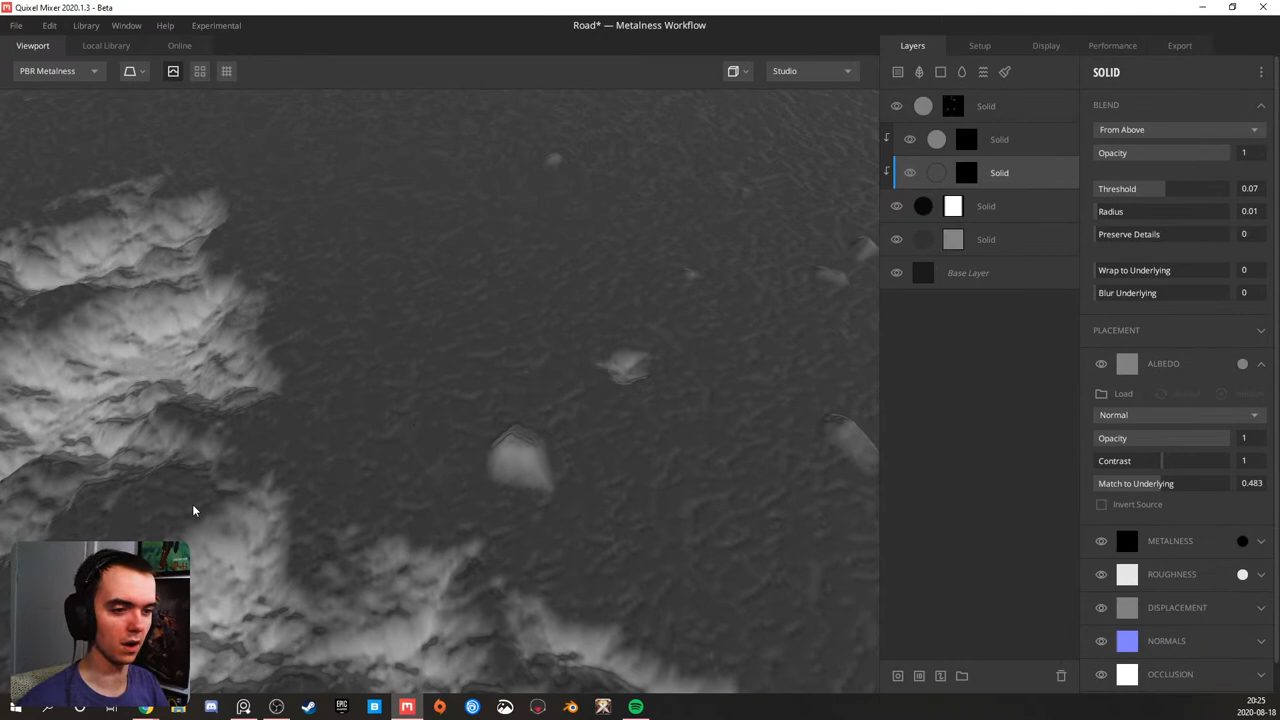 Quixel Mixer 2020.1.3 - Beta
File Edit Library Window Help Experimental
Road* — Metalness Workflow
Viewport Local Library Online
PBR Metalness
Studio
Layers Setup Display Performance Export
Solid
Solid
Solid
Solid
Solid
Base Layer
SOLID
BLEND
From Above
Opacity 1
Threshold 0.07
Radius 0.01
Preserve Details 0
Wrap to Underlying 0
Blur Underlying 0
PLACEMENT
ALBEDO
Load
Normal
Opacity 1
Contrast 1
Match to Underlying 0.483
Invert Source
METALNESS
ROUGHNESS
DISPLACEMENT
NORMALS
OCCLUSION
EPIC
20:25
2020-08-18